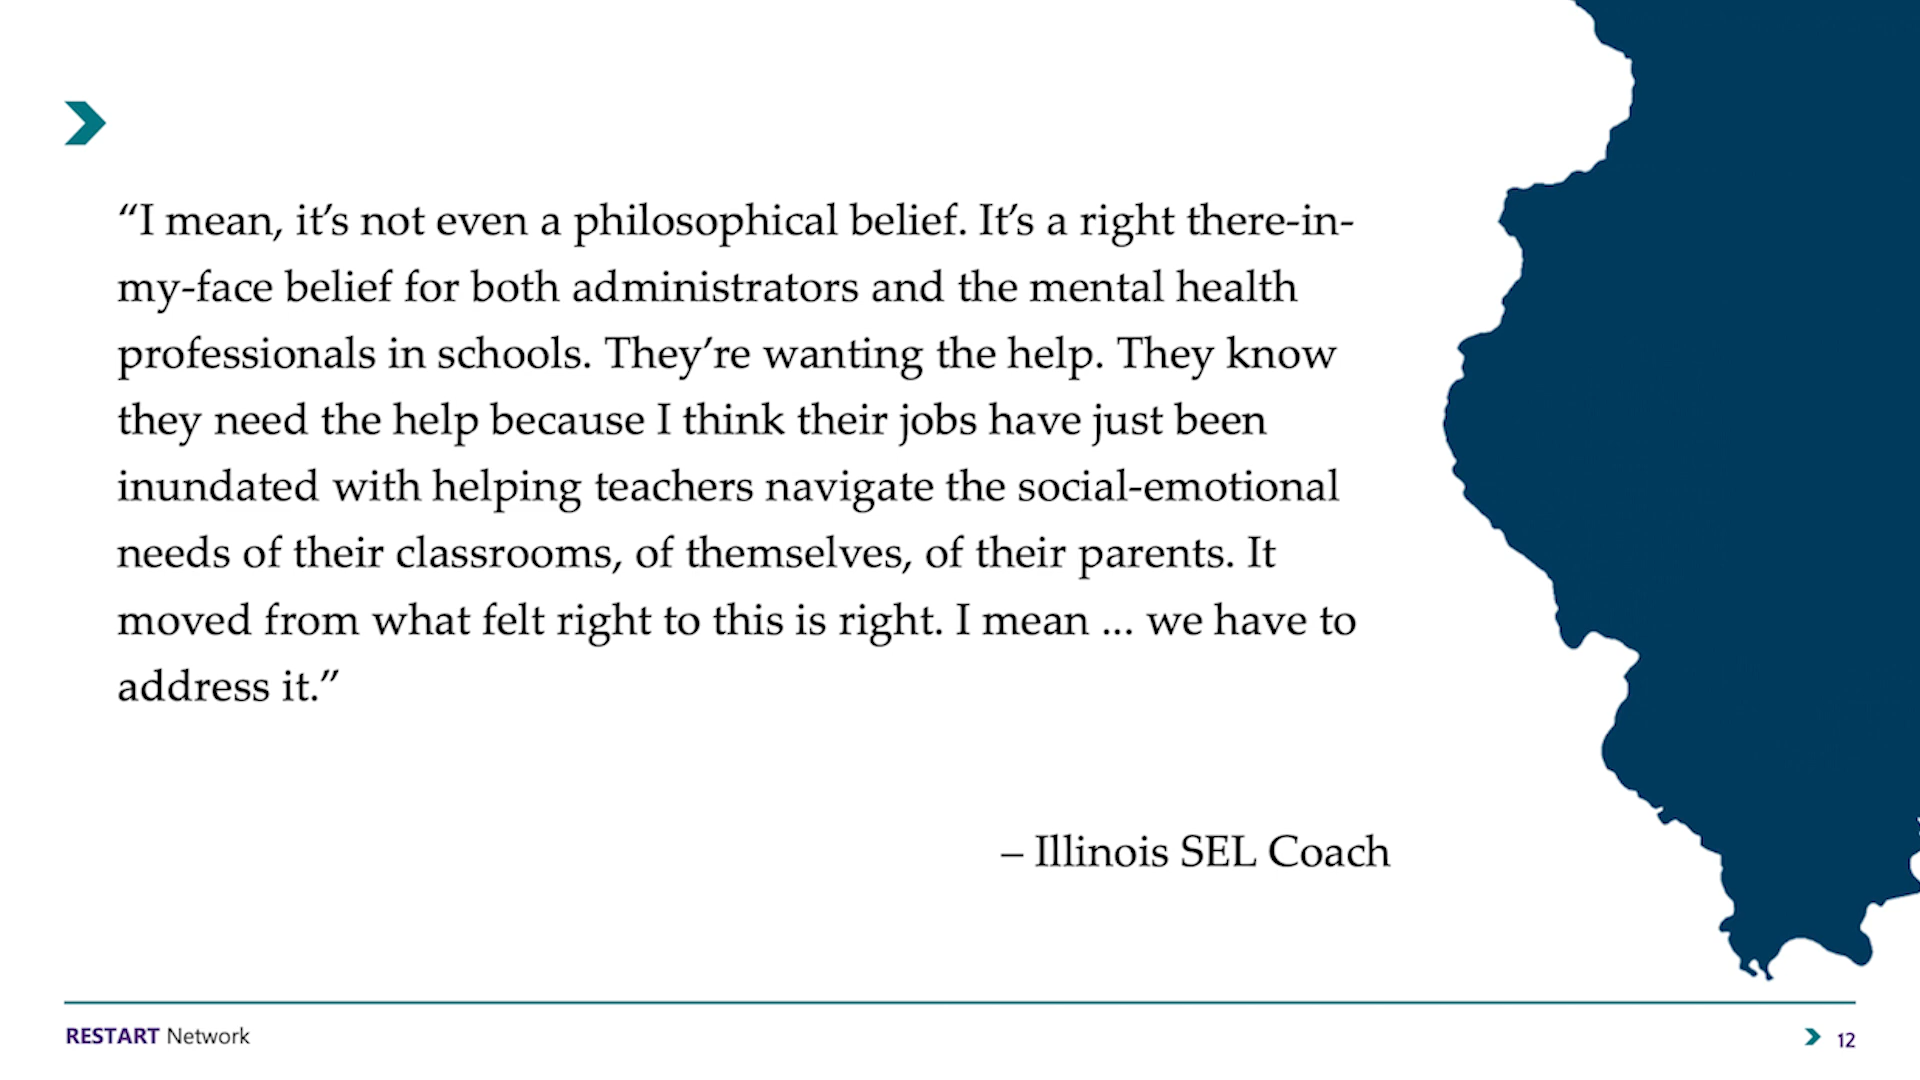 “I mean, it’s not even a philosophical belief. It’s a right there-in-
my-face belief for both administrators and the mental health
professionals in schools. They’re wanting the help. They know
they need the help because I think their jobs have just been
inundated with helping teachers navigate the social-emotional
needs of their classrooms, of themselves, of their parents. It
moved from what felt right to this is right. I mean ... we have to
address it.”
– Illinois SEL Coach
RESTART Network
12